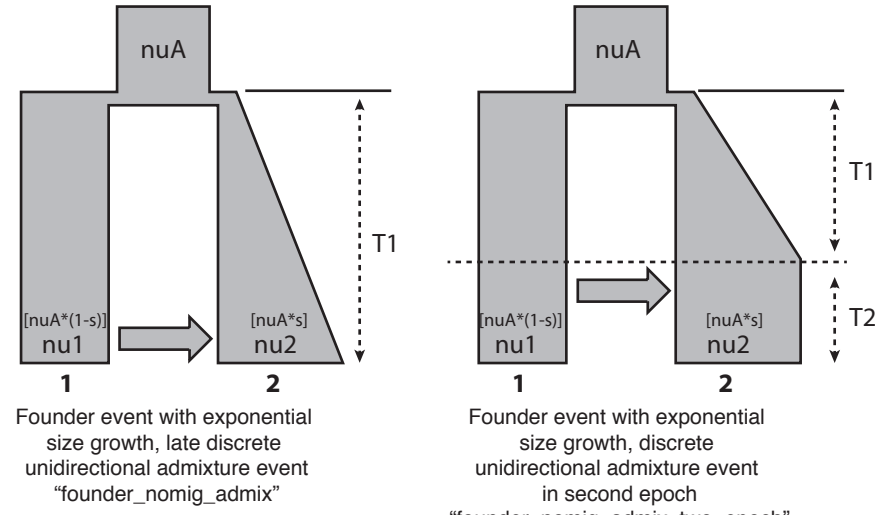 nuA
T1
[nuA*(1-s)]
nu1
[nuA*s]
nu2
1
2
Founder event with exponential
size growth, late discrete
unidirectional admixture event
“founder_nomig_admix”
nuA
T1
T2
[nuA*(1-s)]
nu1
[nuA*s]
nu2
1
2
Founder event with exponential
size growth, discrete
unidirectional admixture event
in second epoch
“founder_nomig_admix_two_epoch”